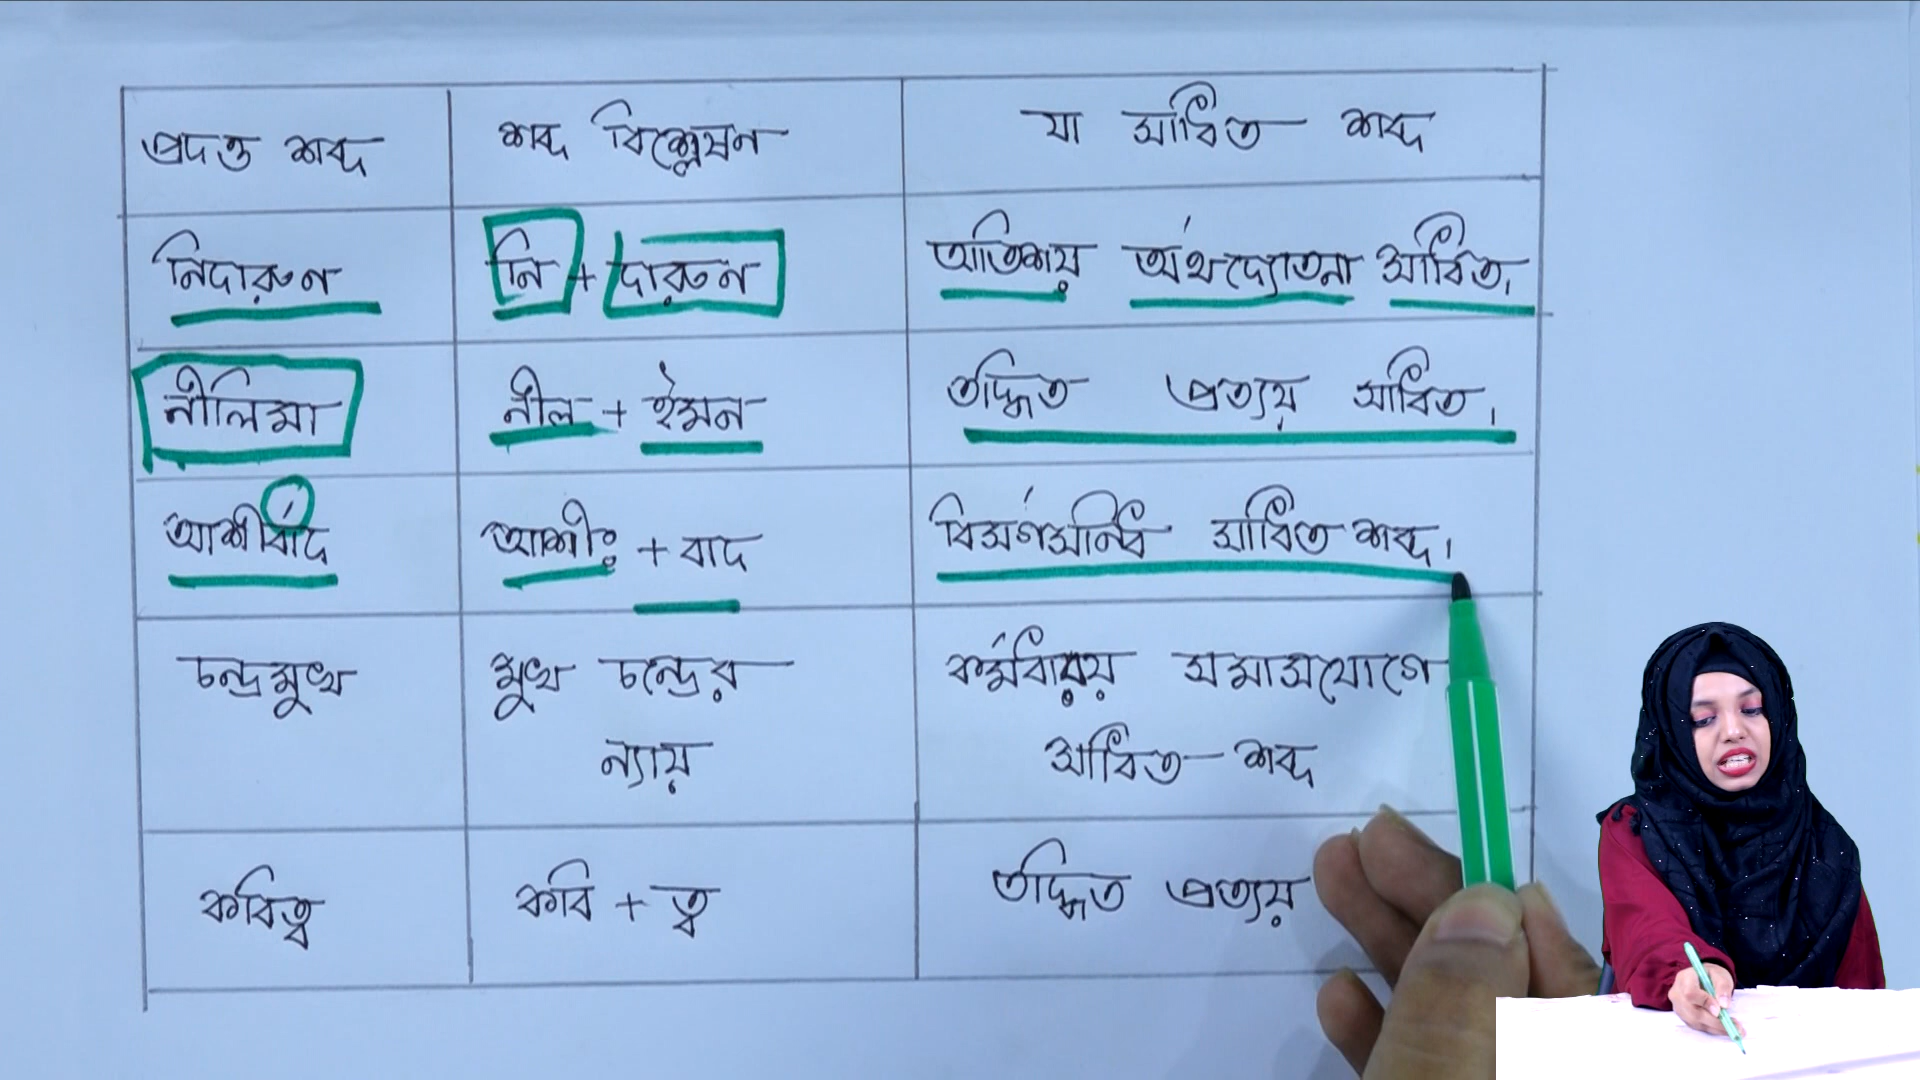 প্রদত্ত শব্দ
শব্দ বিশ্লেষন
যা সাধিত শব্দ
নিদারুণ
নি + দারুন
অতিশয় অর্থদ্যোতনা সাধিত।
নীলিমা
নীল + ইমন
তদ্ধিত প্রত্যয় সাধিত।
আশীর্বাদ
আশীঃ + বাদ
বিসর্গসন্ধি সাধিত শব্দ।
চন্দ্রমুখ
মুখ চন্দ্রের
ন্যায়
কর্মধারয় সমাসযোগে
সাধিত শব্দ
কবিত্ব
কবি + ত্ব
তদ্ধিত প্রত্যয়